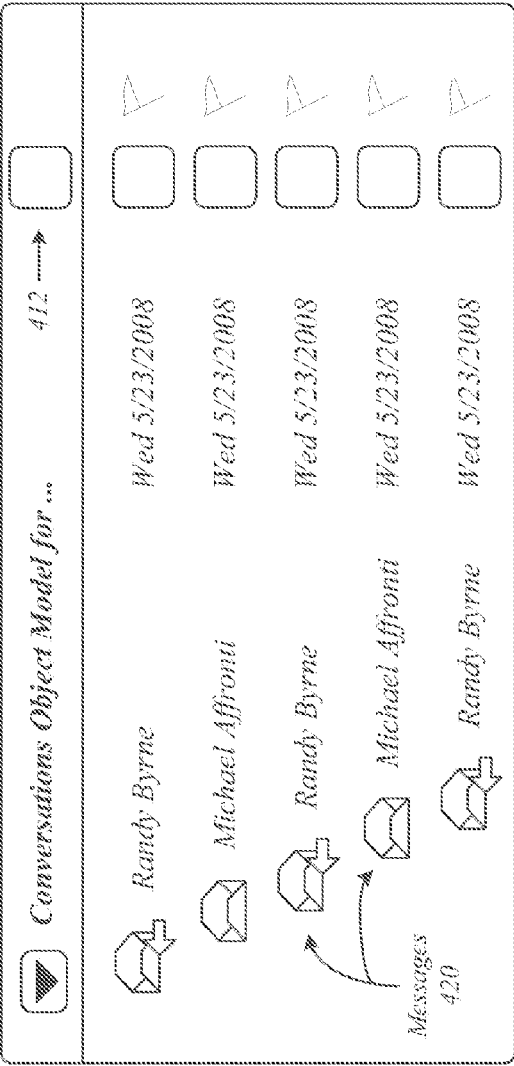 Conversations Object Model for ... 412
Randy Byrne Wed 5/23/2008
Michael Affronti Wed 5/23/2008
Randy Byrne Wed 5/23/2008
Michael Affronti Wed 5/23/2008
Randy Byrne Wed 5/23/2008
Messages
420